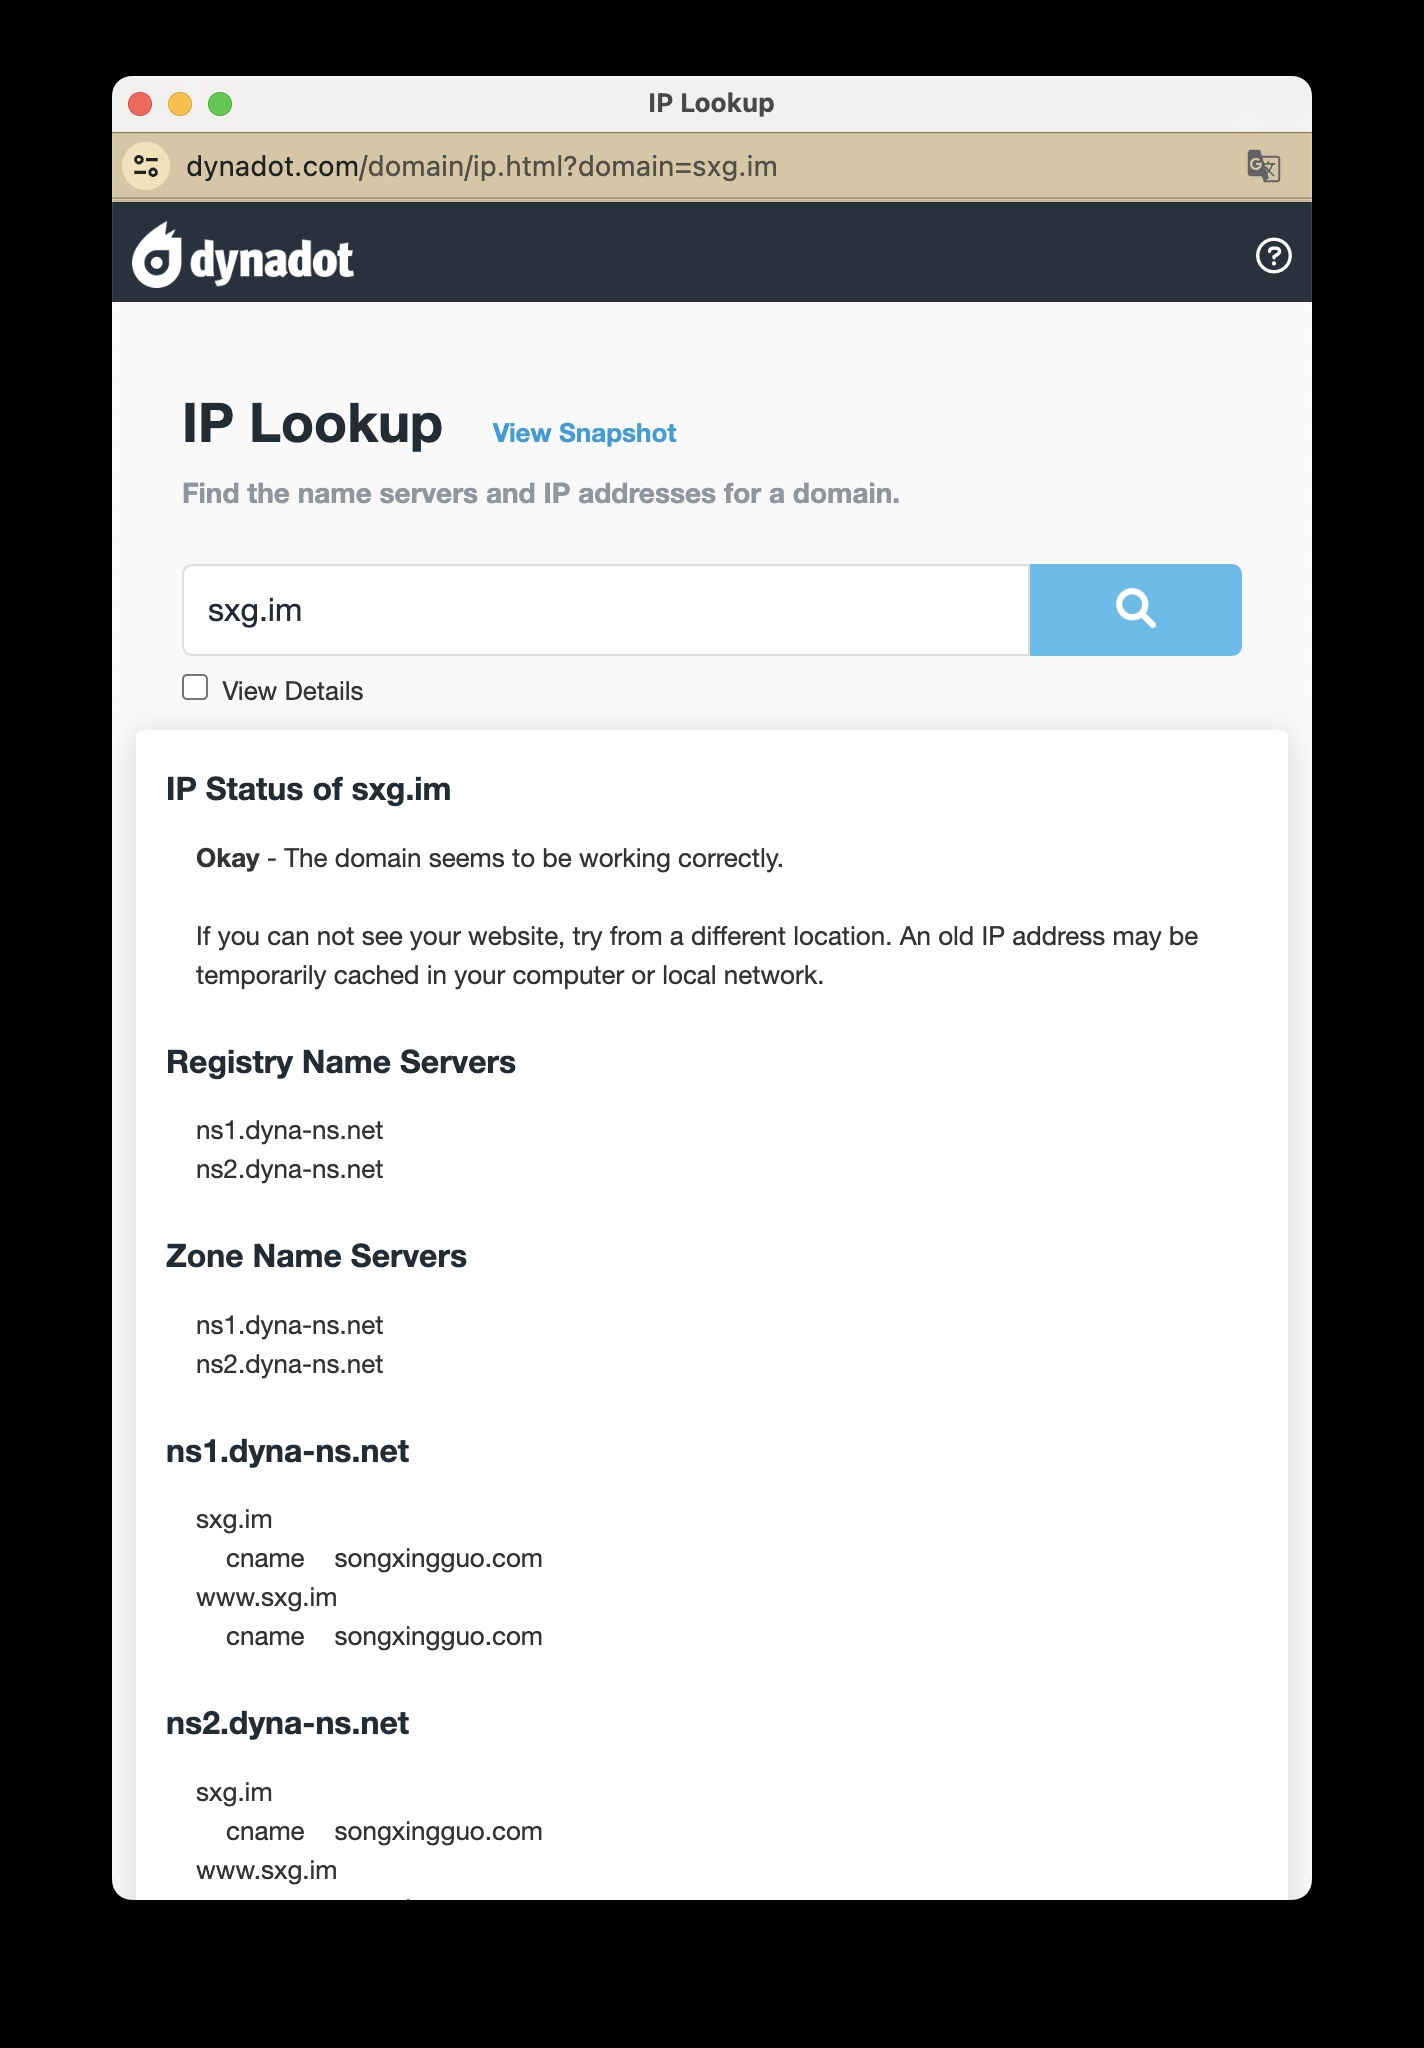 IP Lookup
dynadot.com/domain/ip.html?domain=sxg.im
dynadot
IP Lookup View Snapshot
Find the name servers and IP addresses for a domain.
sxg.im
View Details
IP Status of sxg.im
Okay - The domain seems to be working correctly.
If you can not see your website, try from a different location. An old IP address may be
temporarily cached in your computer or local network.
Registry Name Servers
ns1.dyna-ns.net
ns2.dyna-ns.net
Zone Name Servers
ns1.dyna-ns.net
ns2.dyna-ns.net
ns1.dyna-ns.net
sxg.im
cname songxingguo.com
www.sxg.im
cname songxingguo.com
ns2.dyna-ns.net
sxg.im
cname songxingguo.com
www.sxg.im